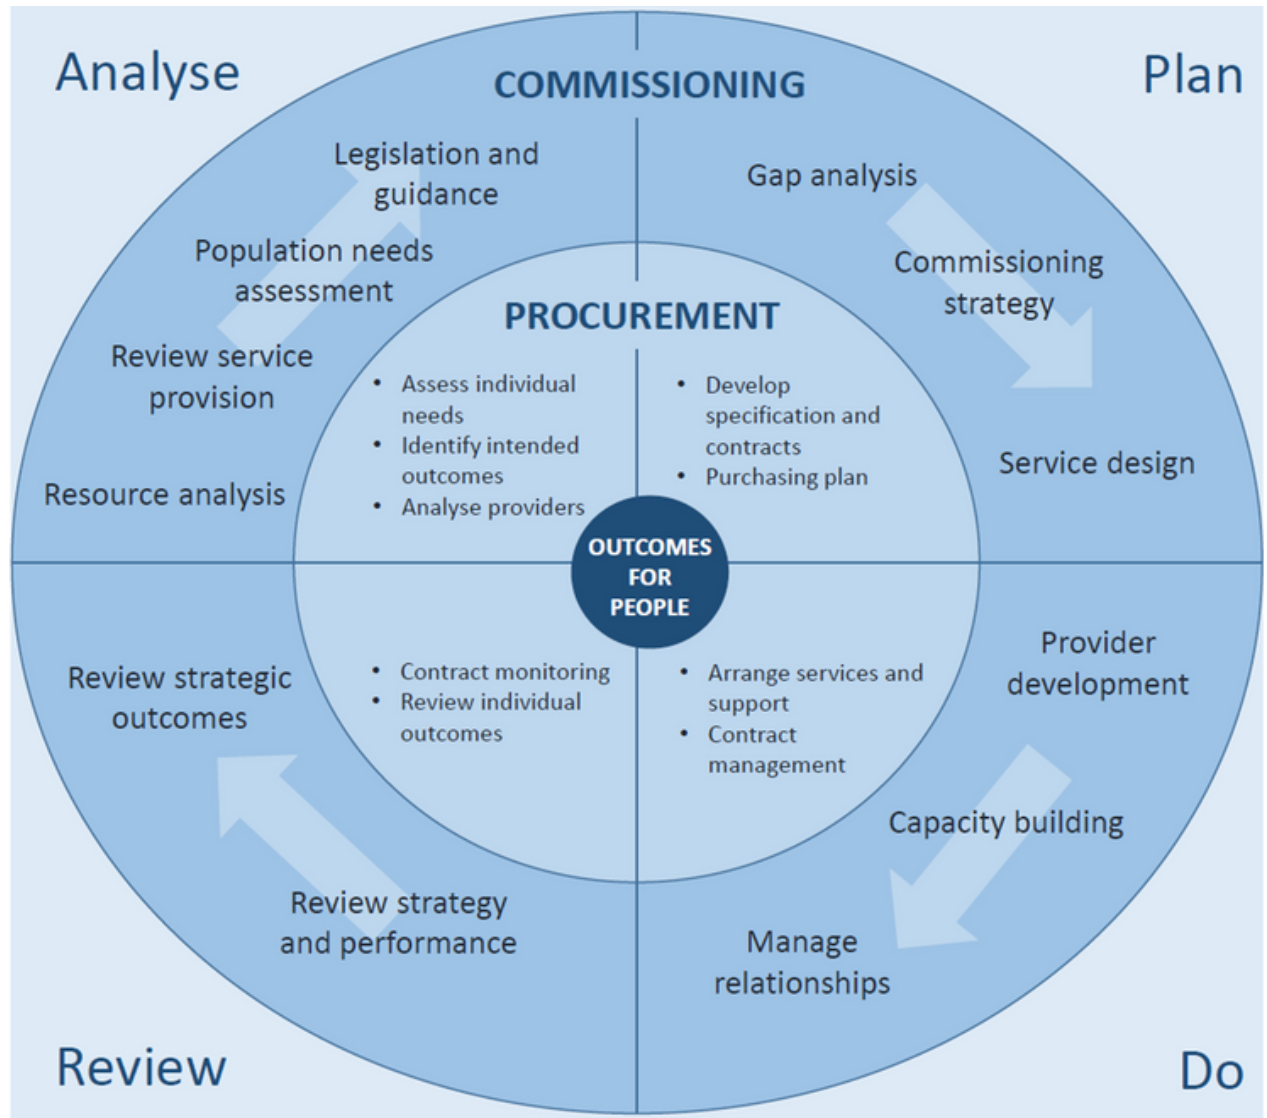 Analyse
Plan
COMMISSIONING
Legislation and
guidance
Population needs
assessment
Review service
provision
Resource analysis
Gap analysis
Commissioning
strategy
Service design
PROCUREMENT
• Assess individual
needs
• Identify intended
outcomes
• Analyse providers
• Develop
specification and
contracts
• Purchasing plan
OUTCOMES
FOR
PEOPLE
• Contract monitoring
• Review individual
outcomes
• Arrange services and
support
• Contract
management
Provider
development
Capacity building
Manage
relationships
Review strategic
outcomes
Review strategy
and performance
Review
Do